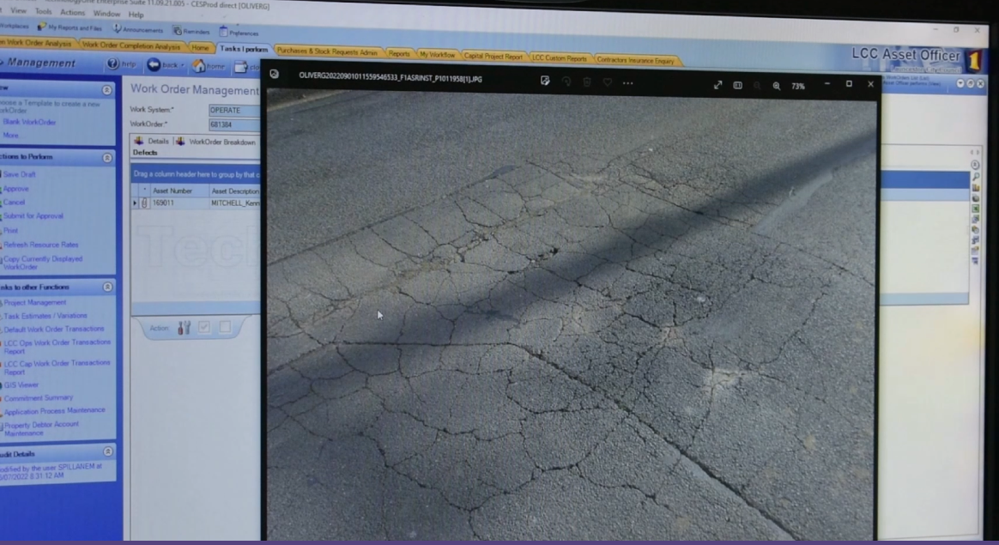 Enterprise Suite 11.09.21.005 - CESProd direct [OLIVERG]
View Tools Actions Window Help
My Reports and Files Announcements Reminders Preferences
Work Order Analysis Work Order Completion Analysis Home Tasks I perform Purchases & Stock Requests Admin Reports My Workflow Capital Project Report LCC Custom Reports Contractors Insurance Enquiry
LCC Asset Officer
Management help back home
OLIVERG20220901011559546533_F1ASRINST_P1011958[1].JPG 73%
Work Order Management
Work System:* OPERATE
WorkOrder:* 681384
Details WorkOrder Breakdown
Defects
Drag a column header here to group by that c
Asset Number Asset Description
169011 MITCHELL_Kenn
Tech
Action:
oose a Template to create a new
WorkOrder
Blank WorkOrder
More
ctions to Perform
Save Draft
Approve
Cancel
Submit for Approval
Print
Refresh Resource Rates
Copy Currently Displayed
WorkOrder
nks to other Functions
Project Management
Task Estimates / Variations
Default Work Order Transactions
LCC Ops Work Order Transactions
Report
LCC Cap Work Order Transactions
Report
GIS Viewer
Commitment Summary
Application Process Maintenance
Property Debtor Account
Maintenance
udit Details
odified by the user SPILLANEM at
/07/2022 8:31:12 AM